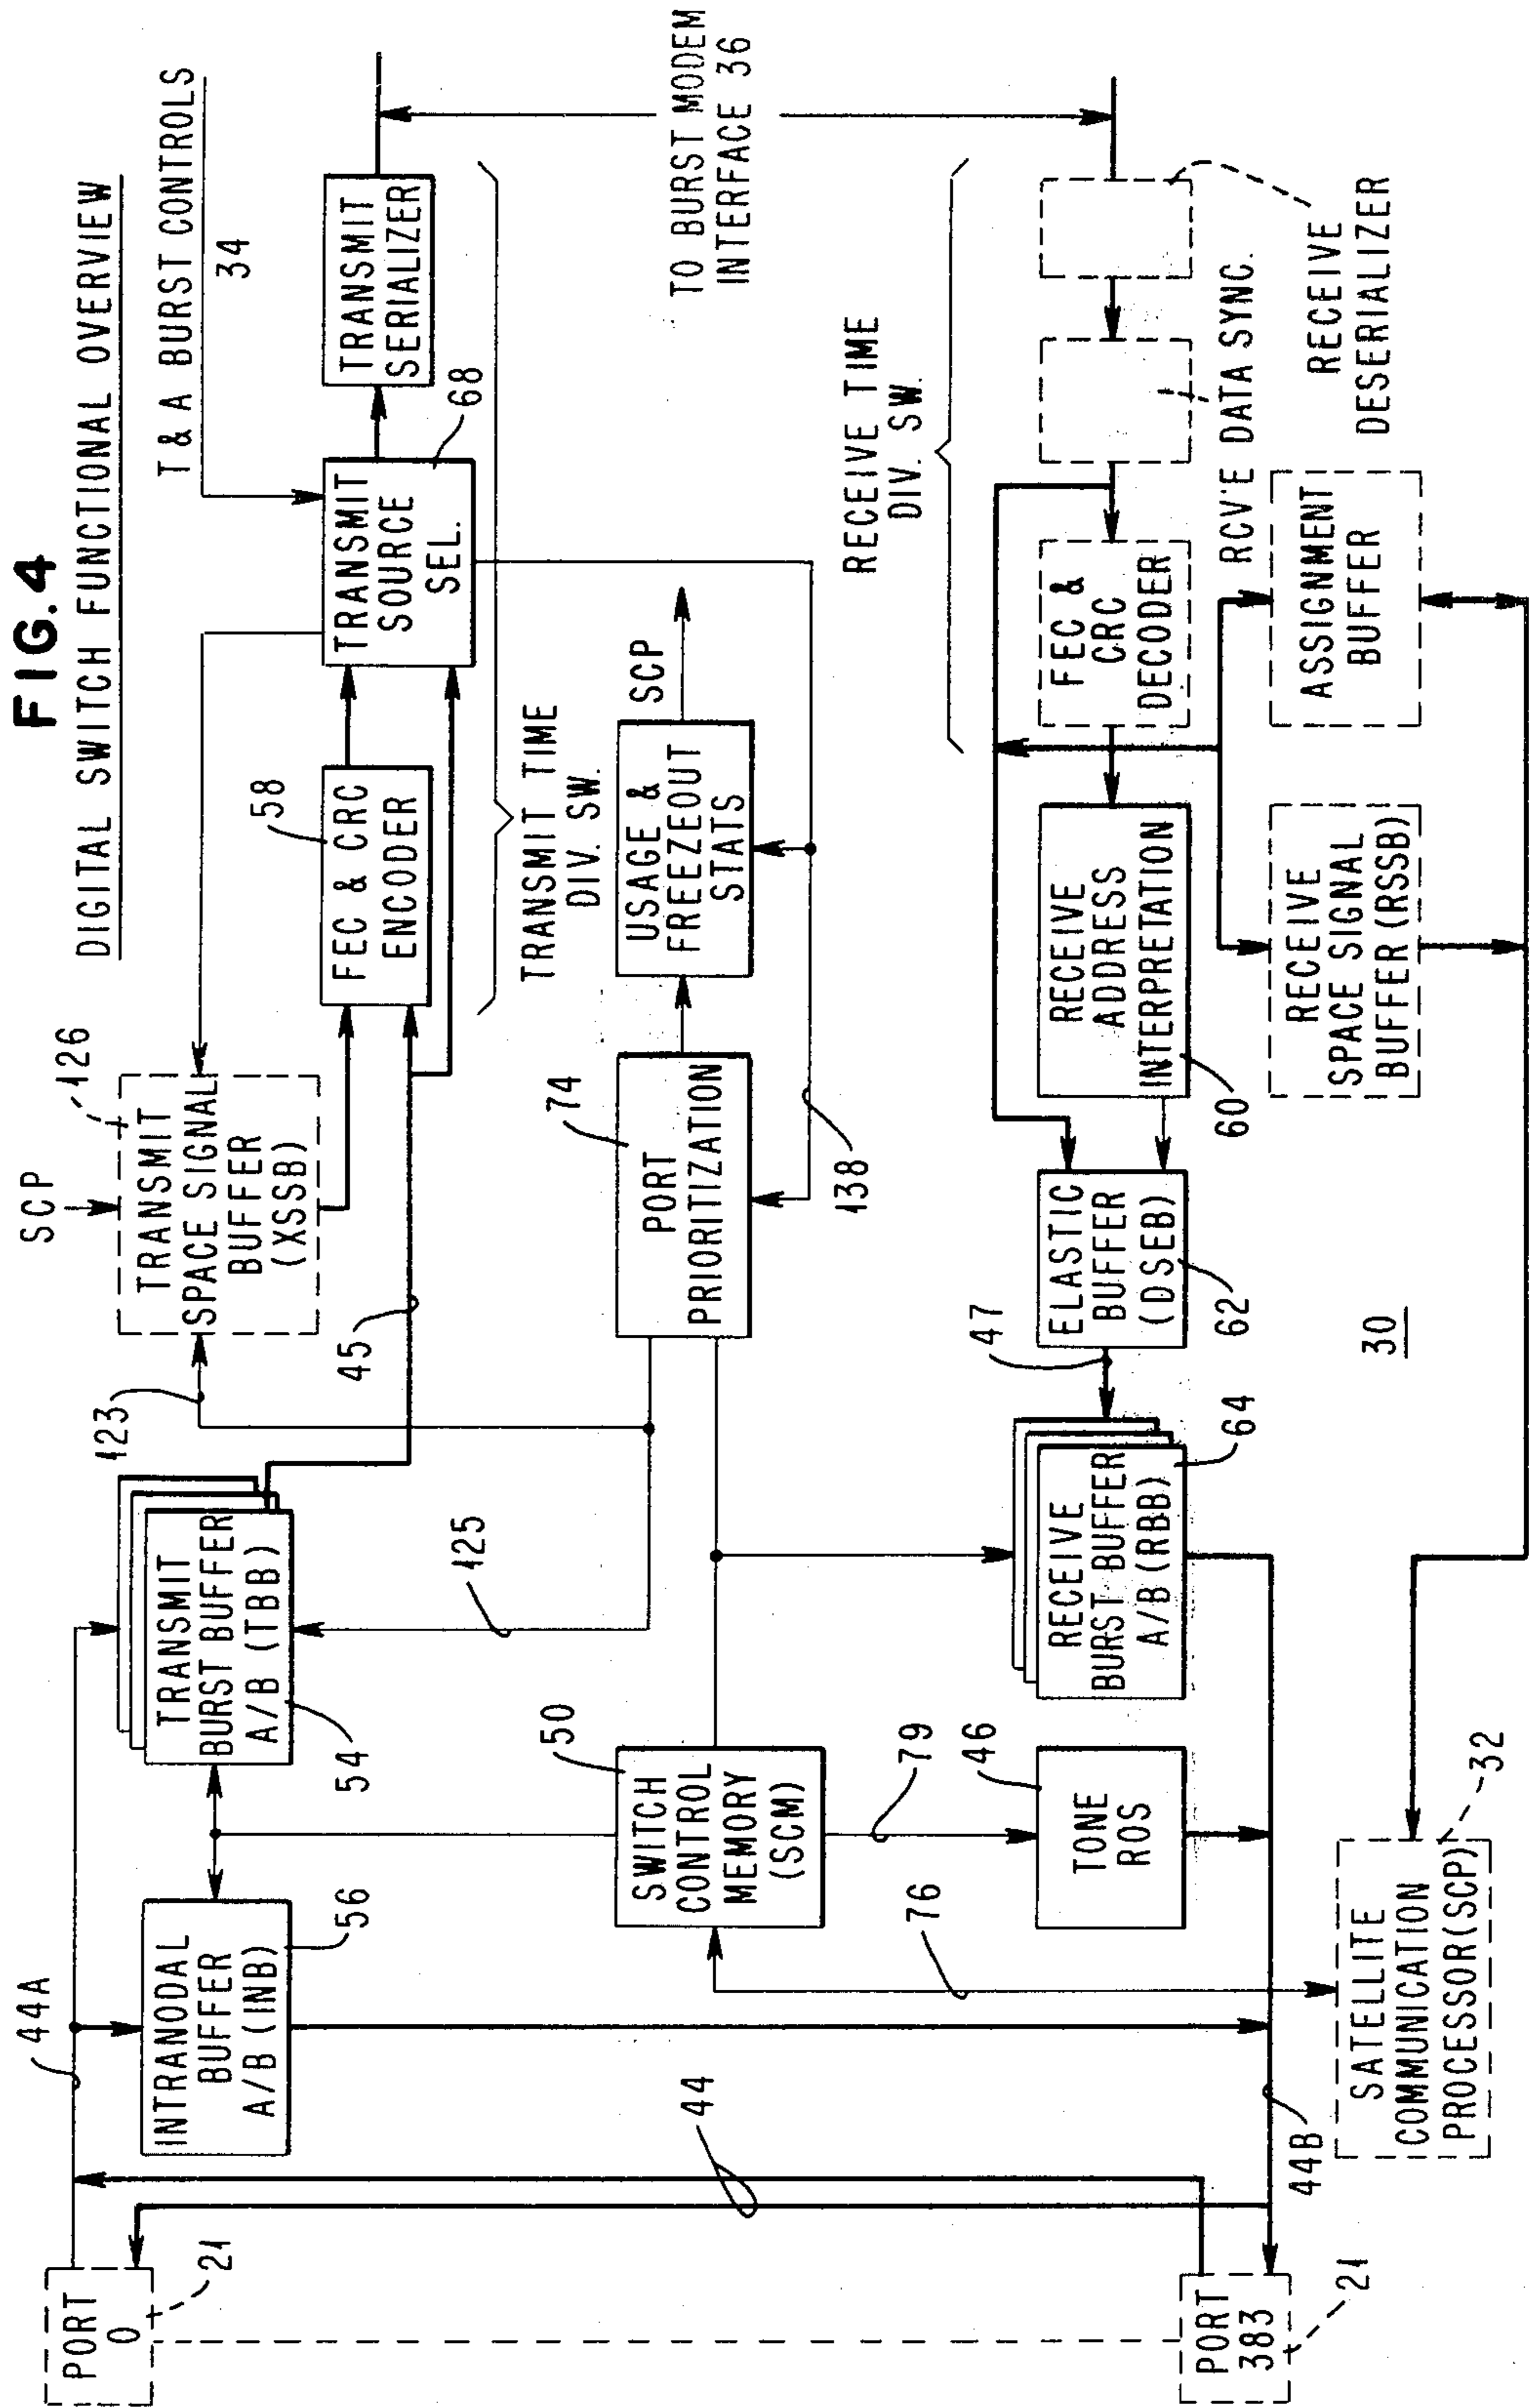 FIG.4
DIGITAL SWITCH FUNCTIONAL OVERVIEW
T & A BURST CONTROLS
34
SCP
126
TRANSMIT
SPACE SIGNAL
BUFFER
(XSSB)
123
44A
PORT
0
21
INTRANODAL
BUFFER
A/B (INB)
56
TRANSMIT
BURST BUFFER
A/B (TBB)
54
45
58
FEC & CRC
ENCODER
TRANSMIT
SOURCE
SEL.
68
TRANSMIT
SERIALIZER
125
TRANSMIT TIME
DIV. SW.
TO BURST MODEM
INTERFACE 36
50
SWITCH
CONTROL
MEMORY
(SCM)
74
PORT
PRIORITIZATION
USAGE &
FREEZEOUT
STATS
SCP
138
44
76
79
46
TONE
ROS
RECEIVE
BURST BUFFER
A/B (RBB)
64
47
ELASTIC
BUFFER
(DSEB)
62
RECEIVE
ADDRESS
INTERPRETATION
60
FEC &
CRC
DECODER
RECEIVE TIME
DIV. SW.
RCV'E DATA SYNC.
RECEIVE
DESERIALIZER
PORT
383
21
44B
SATELLITE
COMMUNICATION
PROCESSOR(SCP)
32
30
RECEIVE
SPACE SIGNAL
BUFFER (RSSB)
ASSIGNMENT
BUFFER